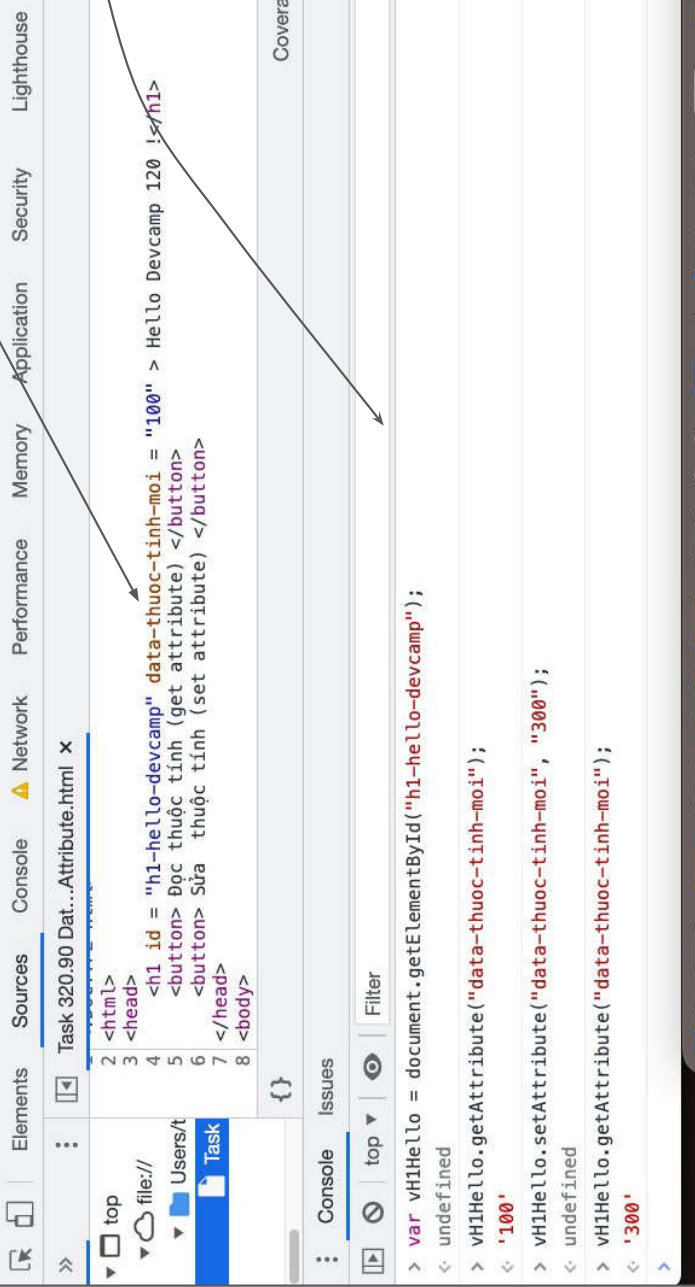 Elements Sources Console Network Performance Memory Application Security Lighthouse
Task 320.90 Dat...Attribute.html ×
top
file://
Users/t
Task
1
2 <html>
3 <head>
4 <h1 id = "h1-hello-devcamp" data-thuoc-tinh-moi = "100" > Hello Devcamp 120 !</h1>
5 <button> Đọc thuộc tính (get attribute) </button>
6 <button> Sửa thuộc tính (set attribute) </button>
7 </head>
8 <body>
{} Covera
Console Issues
top Filter
> var vH1Hello = document.getElementById("h1-hello-devcamp");
undefined
> vH1Hello.getAttribute("data-thuoc-tinh-moi");
'100'
> vH1Hello.setAttribute("data-thuoc-tinh-moi", "300");
undefined
> vH1Hello.getAttribute("data-thuoc-tinh-moi");
'300'
>